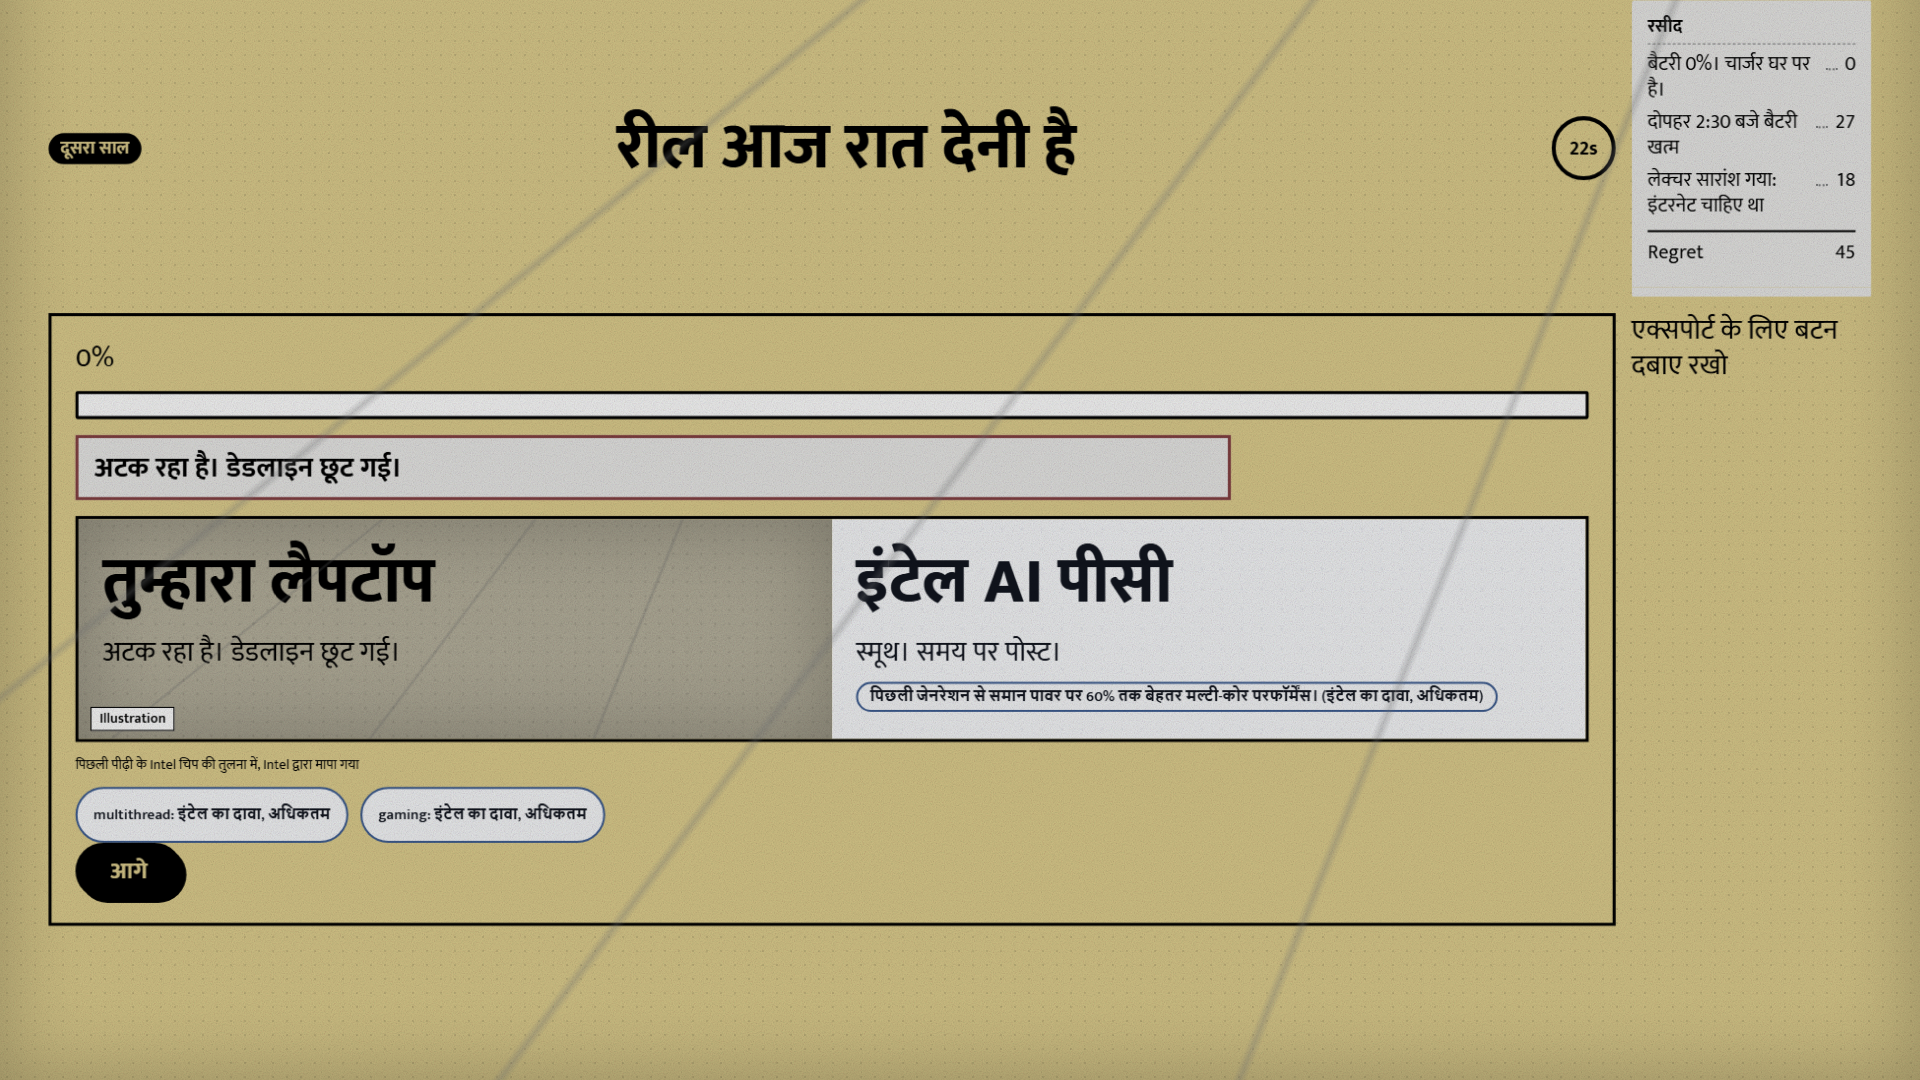 दूसरा साल
रील आज रात देनी है
22s
रसीद
बैटरी 0%। चार्जर घर पर .... 0
है।
दोपहर 2:30 बजे बैटरी .... 27
खत्म
लेक्चर सारांश गया: .... 18
इंटरनेट चाहिए था
Regret 45
एक्सपोर्ट के लिए बटन
दबाए रखो
0%
अटक रहा है। डेडलाइन छूट गई।
तुम्हारा लैपटॉप
अटक रहा है। डेडलाइन छूट गई।
Illustration
इंटेल AI पीसी
स्मूथ। समय पर पोस्ट।
पिछली जेनरेशन से समान पावर पर 60% तक बेहतर मल्टी-कोर परफॉर्मेंस। (इंटेल का दावा, अधिकतम)
पिछली पीढ़ी के Intel चिप की तुलना में, Intel द्वारा मापा गया
multithread: इंटेल का दावा, अधिकतम
gaming: इंटेल का दावा, अधिकतम
आगे